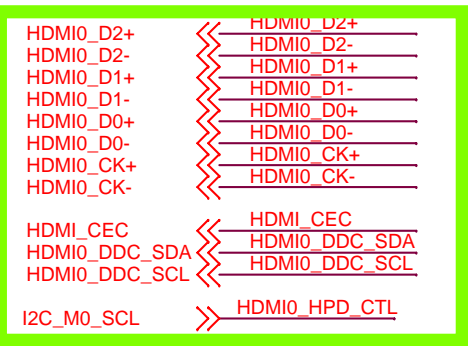 HDMI0_D2+ HDMI0_D2+
HDMI0_D2- HDMI0_D2-
HDMI0_D1+ HDMI0_D1+
HDMI0_D1- HDMI0_D1-
HDMI0_D0+ HDMI0_D0+
HDMI0_D0- HDMI0_D0-
HDMI0_CK+ HDMI0_CK+
HDMI0_CK- HDMI0_CK-
HDMI_CEC HDMI_CEC
HDMI0_DDC_SDA HDMI0_DDC_SDA
HDMI0_DDC_SCL HDMI0_DDC_SCL
I2C_M0_SCL HDMI0_HPD_CTL